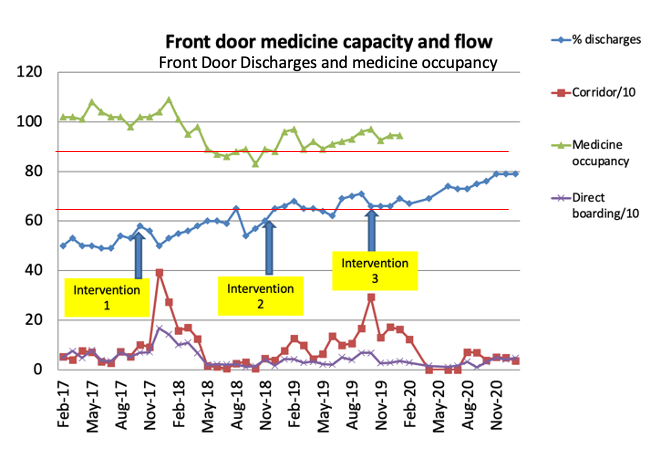 Front door medicine capacity and flow
Front Door Discharges and medicine occupancy
120
100
80
60
40
20
0
Intervention
1
Intervention
2
Intervention
3
Feb-17
May-17
Aug-17
Nov-17
Feb-18
May-18
Aug-18
Nov-18
Feb-19
May-19
Aug-19
Nov-19
Feb-20
May-20
Aug-20
Nov-20
% discharges
Corridor/10
Medicine
occupancy
Direct
boarding/10